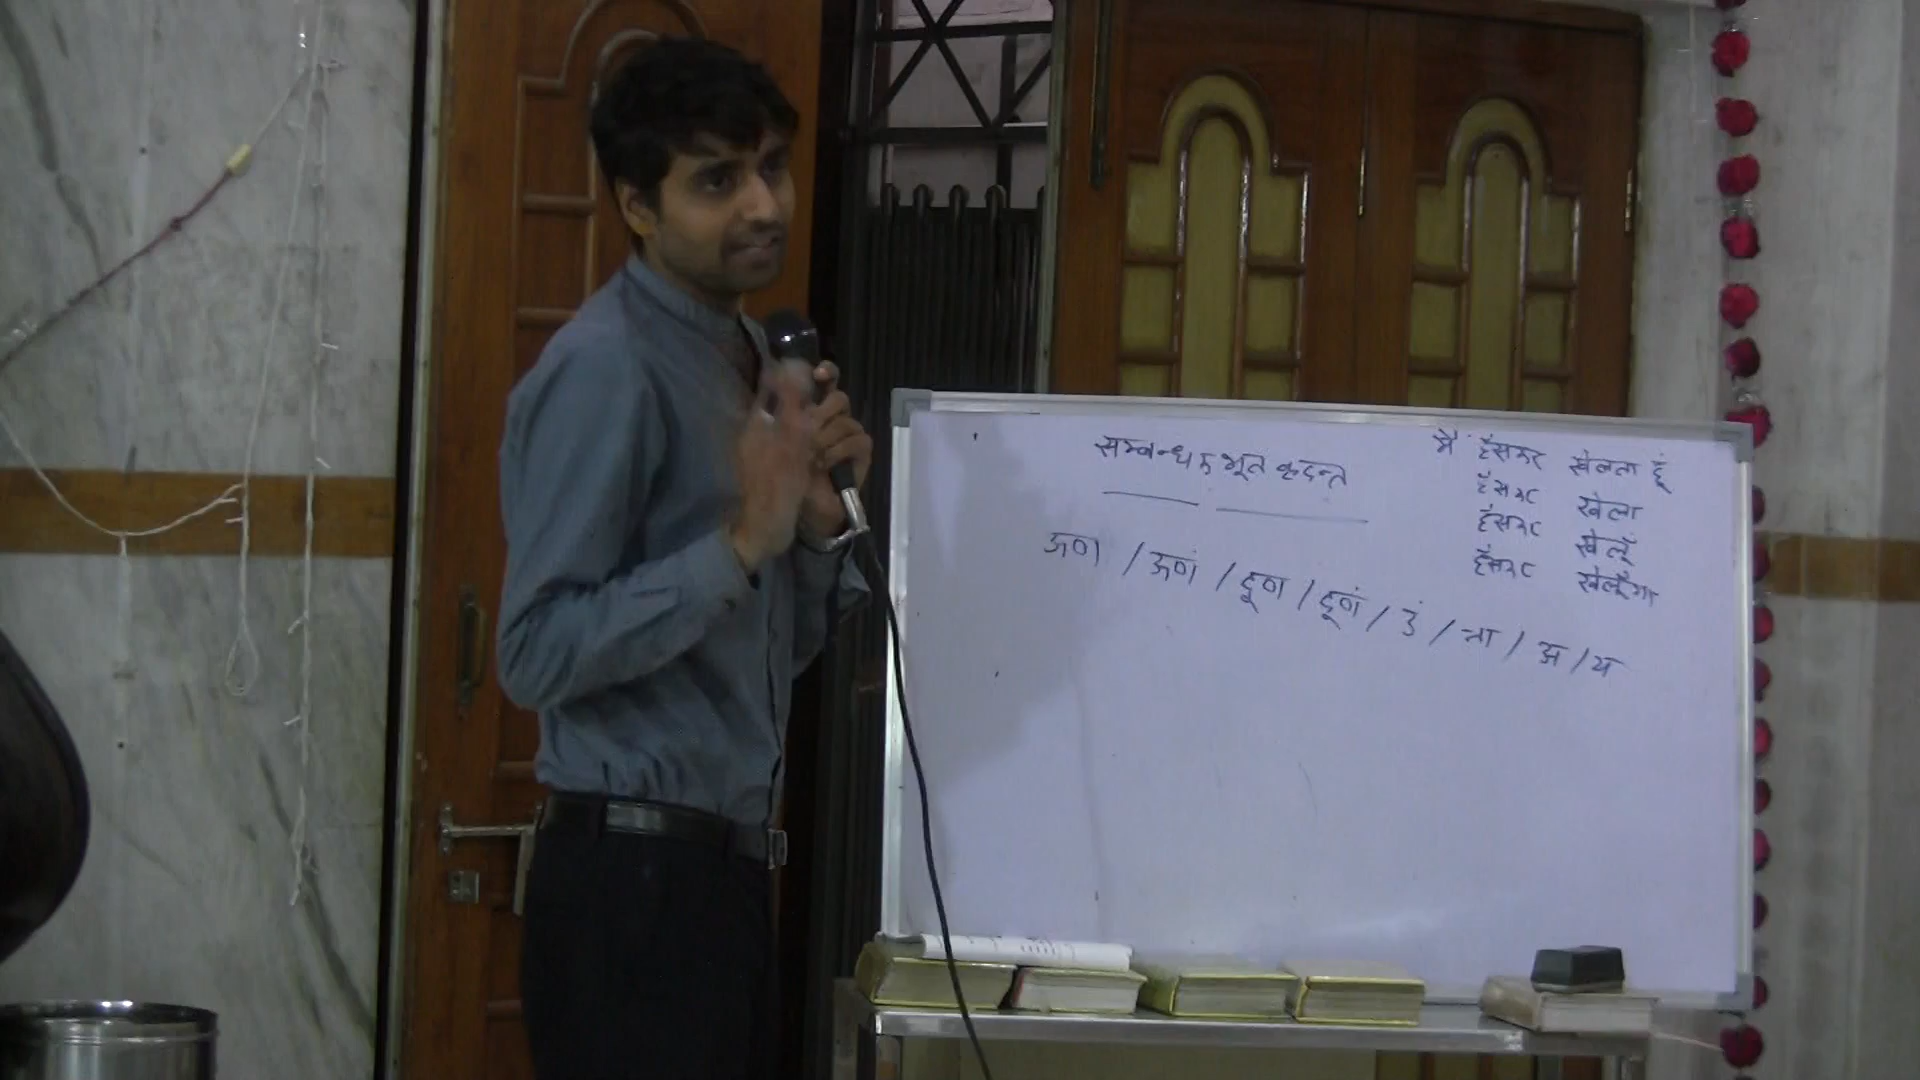 सम्बन्धक भूत कृदन्त
ऊण / ऊणं / दूण / दूणं / उं / त्ता / अ / य
मैं हँसकर खेलता हूं
हँसकर खेला
हँसकर खेलूँ
हँसकर खेलूँगा